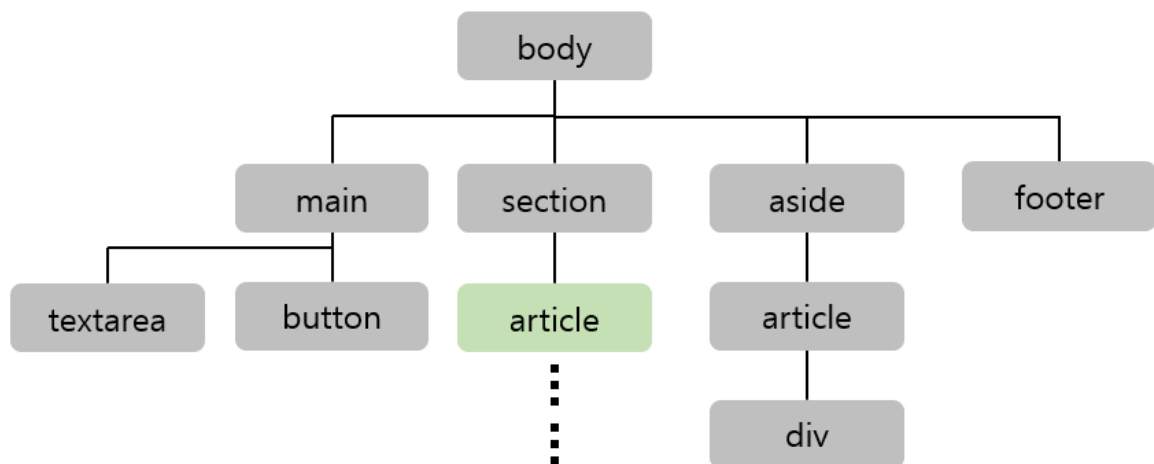 body
main
section
aside
footer
textarea
button
article
article
div